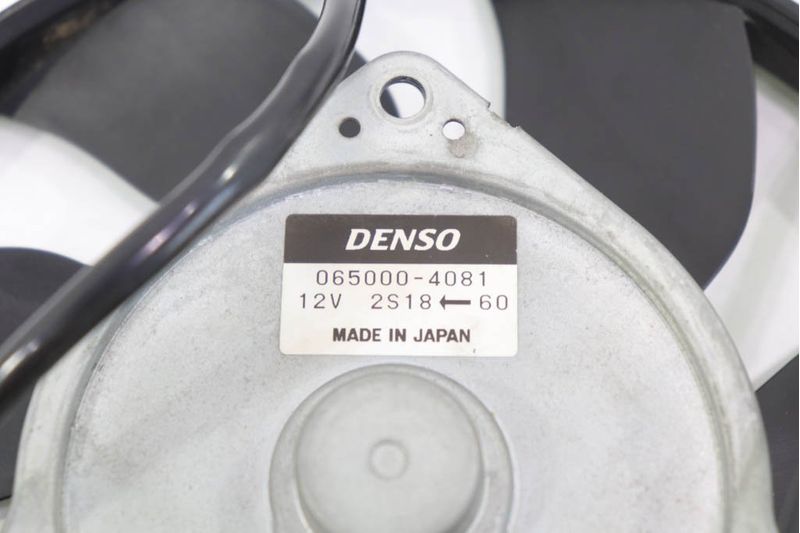 DENSO
065000-4081
12V 2S18 ← 60
MADE IN JAPAN